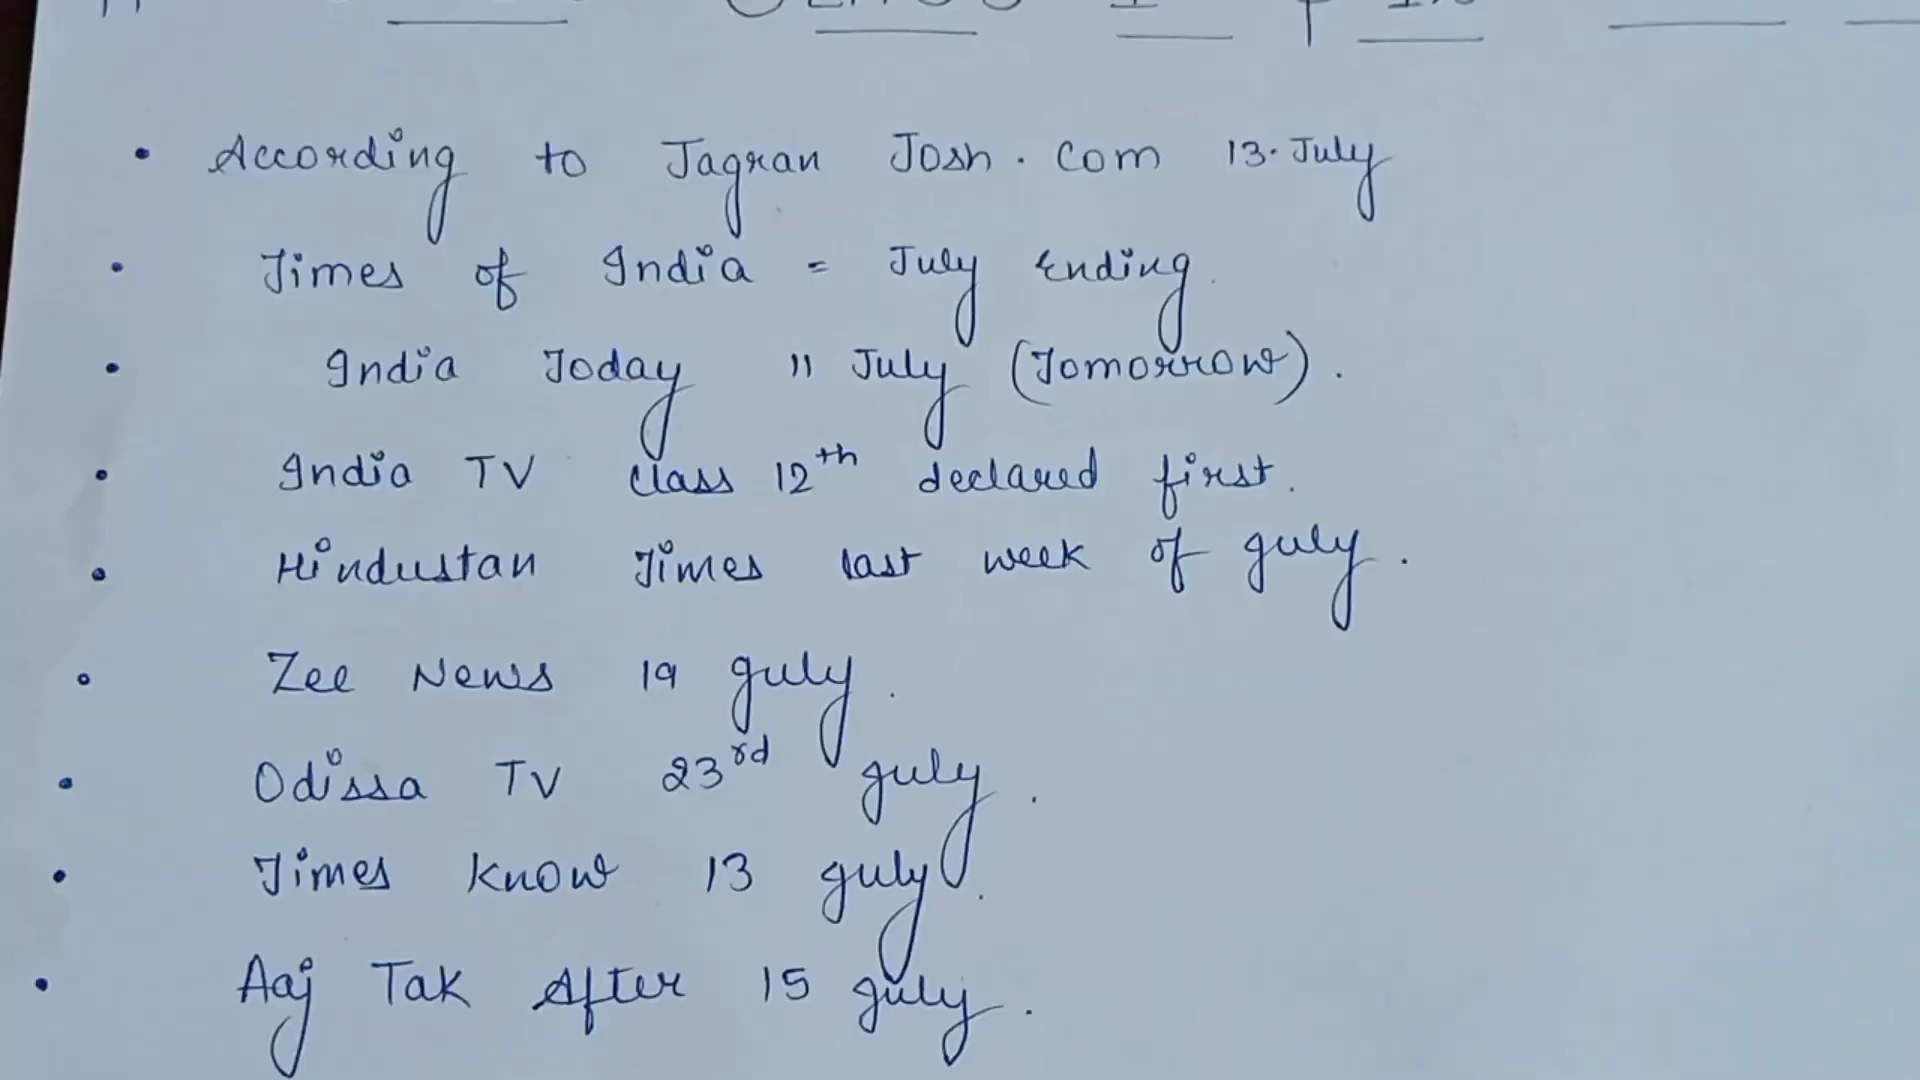 • According to Jagran Josh.com 13.July
• Times of India = July Ending.
• India Today 11 July (Tomorrow).
• India TV class 12th declared first.
• Hindustan Times last week of July.
• Zee News 19 July.
• Odissa TV 23rd July.
• Times Know 13 July.
• Aaj Tak After 15 July.